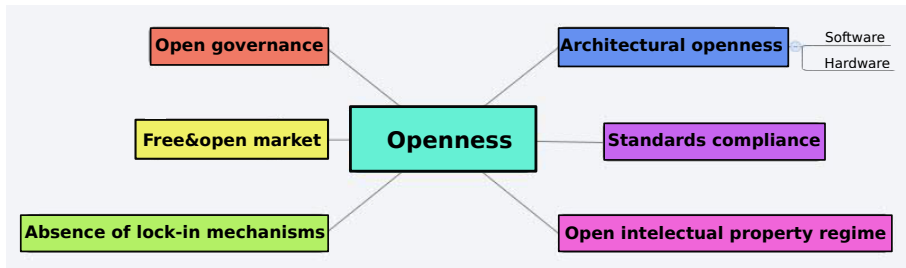 Open governance
Architectural openness
Software
Hardware
Free&open market
Openness
Standards compliance
Absence of lock-in mechanisms
Open intelectual property regime